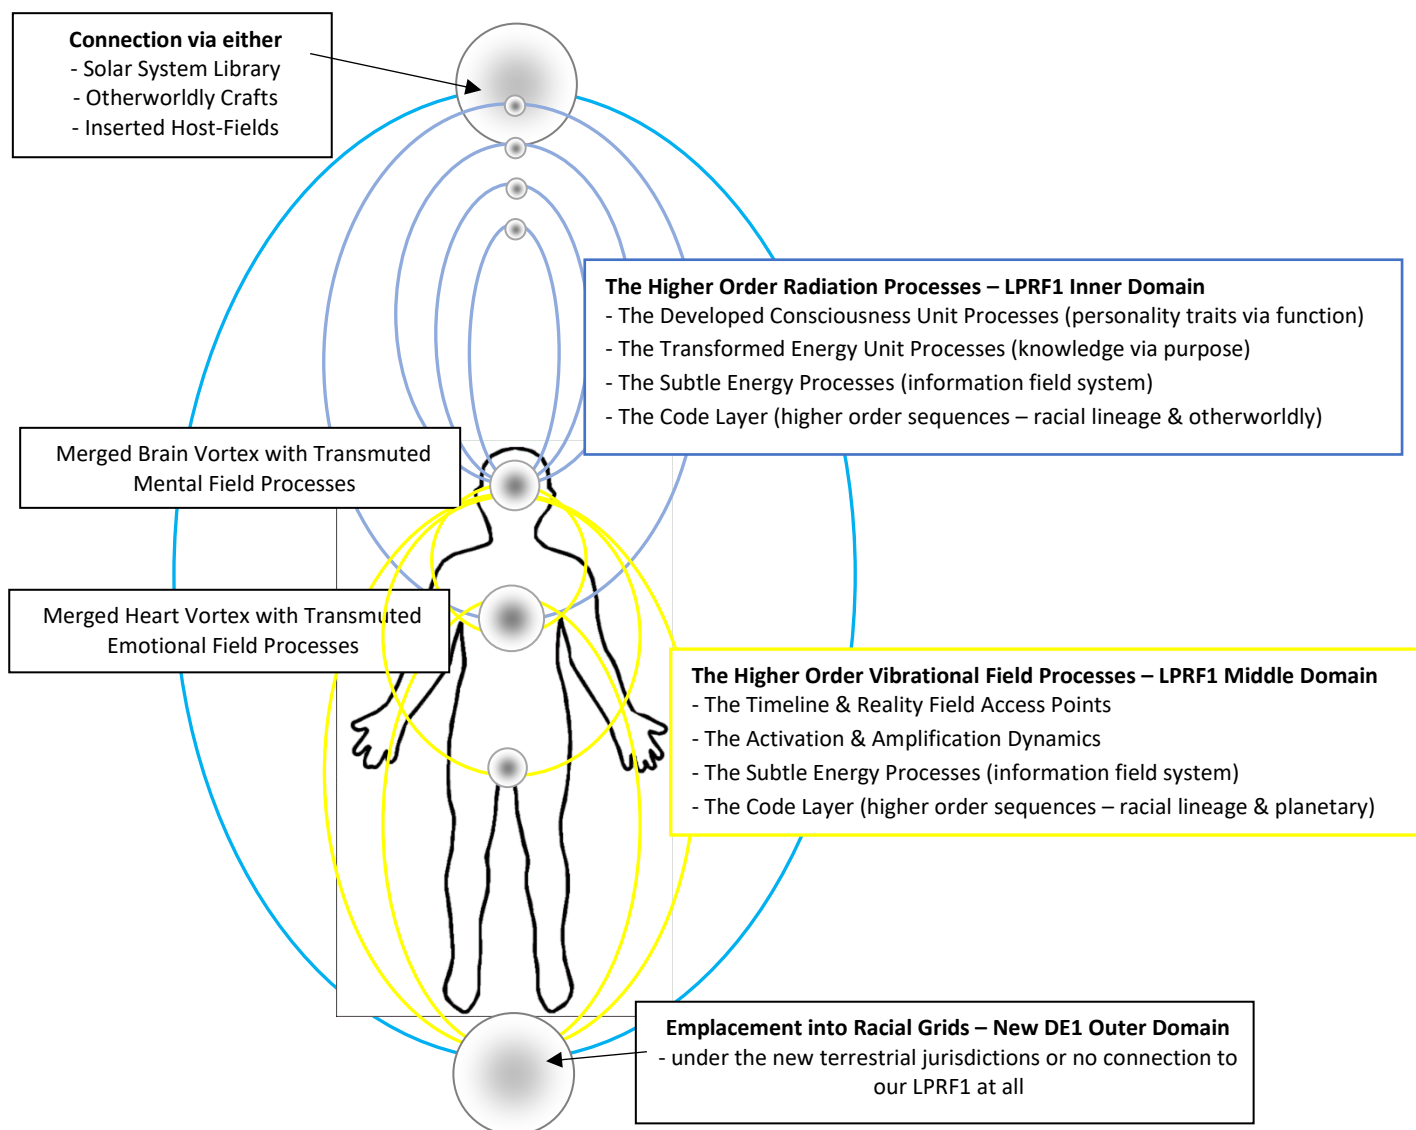 Connection via either
- Solar System Library
- Otherworldly Crafts
- Inserted Host-Fields
The Higher Order Radiation Processes – LPRF1 Inner Domain
- The Developed Consciousness Unit Processes (personality traits via function)
- The Transformed Energy Unit Processes (knowledge via purpose)
- The Subtle Energy Processes (information field system)
- The Code Layer (higher order sequences – racial lineage & otherworldly)
Merged Brain Vortex with Transmuted
Mental Field Processes
Merged Heart Vortex with Transmuted
Emotional Field Processes
The Higher Order Vibrational Field Processes – LPRF1 Middle Domain
- The Timeline & Reality Field Access Points
- The Activation & Amplification Dynamics
- The Subtle Energy Processes (information field system)
- The Code Layer (higher order sequences – racial lineage & planetary)
Emplacement into Racial Grids – New DE1 Outer Domain
- under the new terrestrial jurisdictions or no connection to
our LPRF1 at all